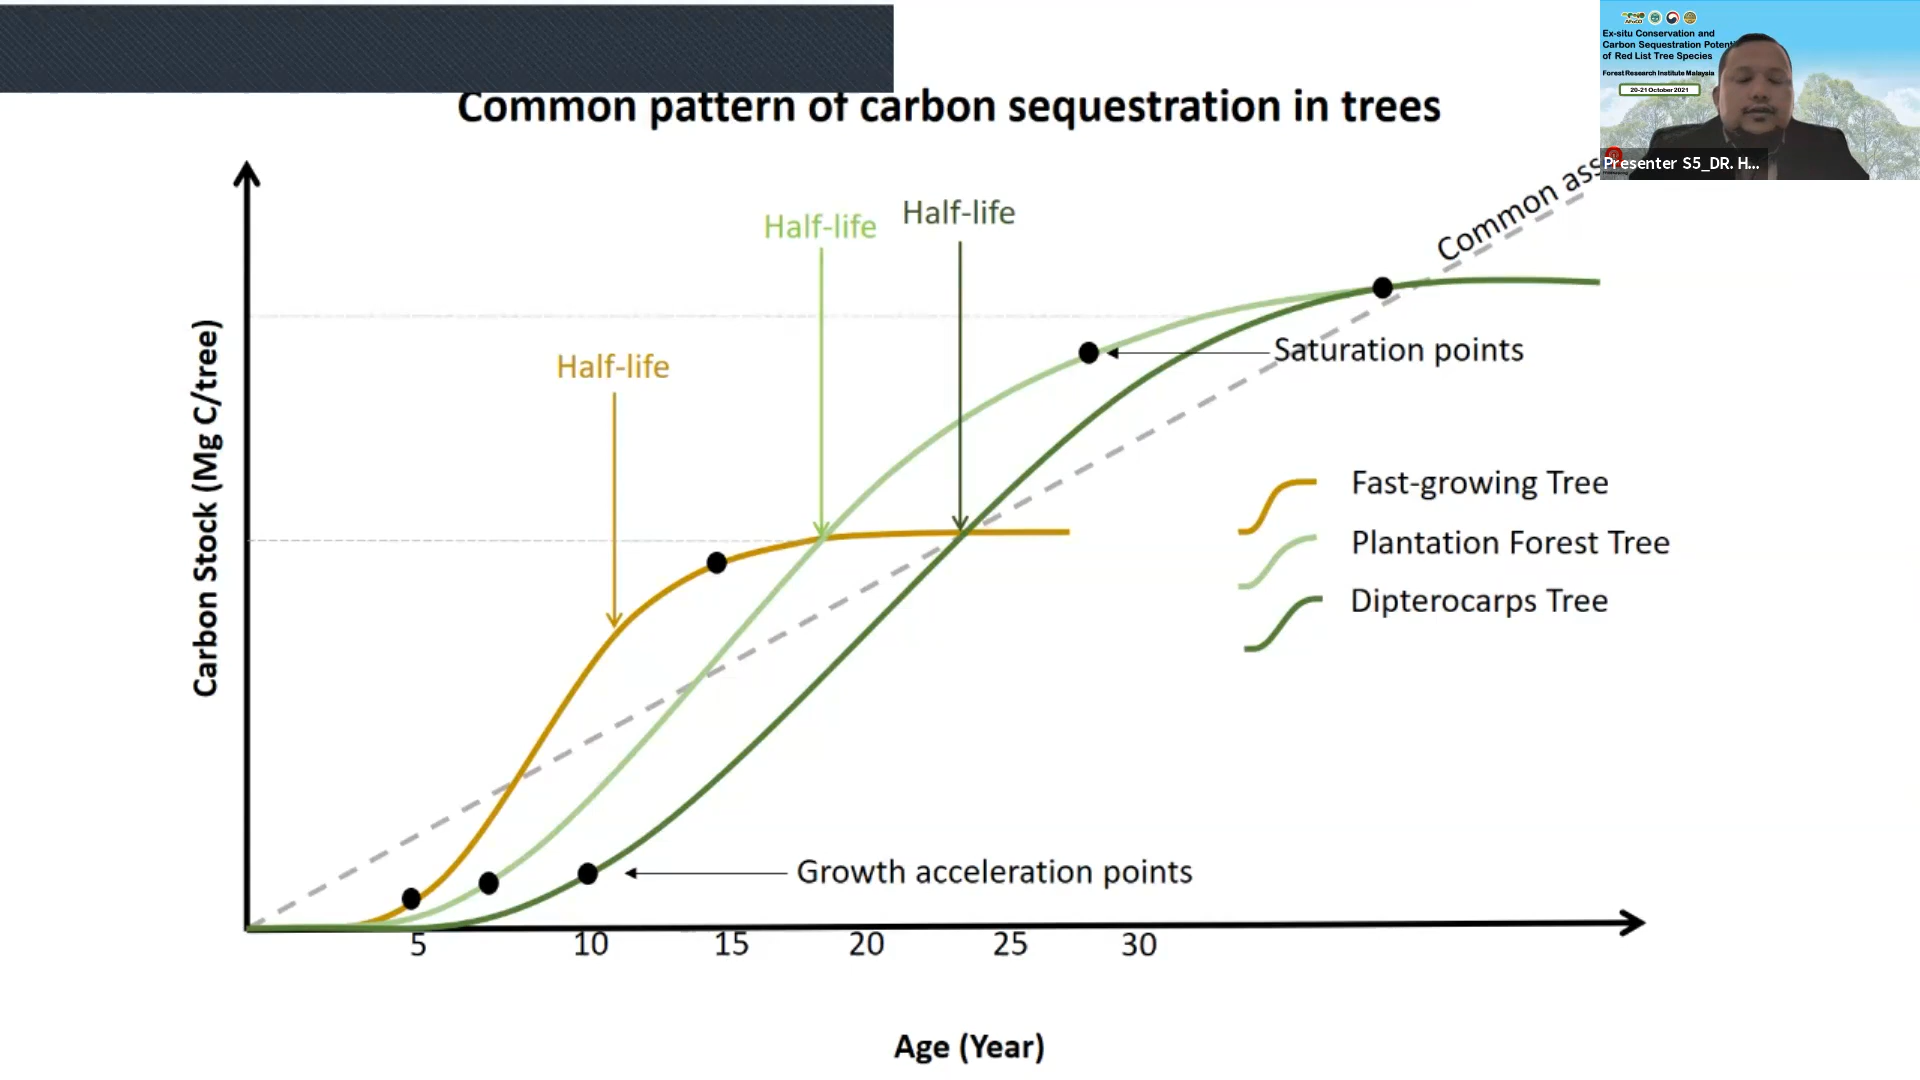 Common pattern of carbon sequestration in trees
Ex-situ Conservation and
Carbon Sequestration Potent
of Red List Tree Species
Forest Research Institute Malaysia
20-21 October 2021
Presenter S5_DR. H...
Common ass
Half-life
Half-life
Half-life
Saturation points
Carbon Stock (Mg C/tree)
Fast-growing Tree
Plantation Forest Tree
Dipterocarps Tree
Growth acceleration points
5 10 15 20 25 30
Age (Year)